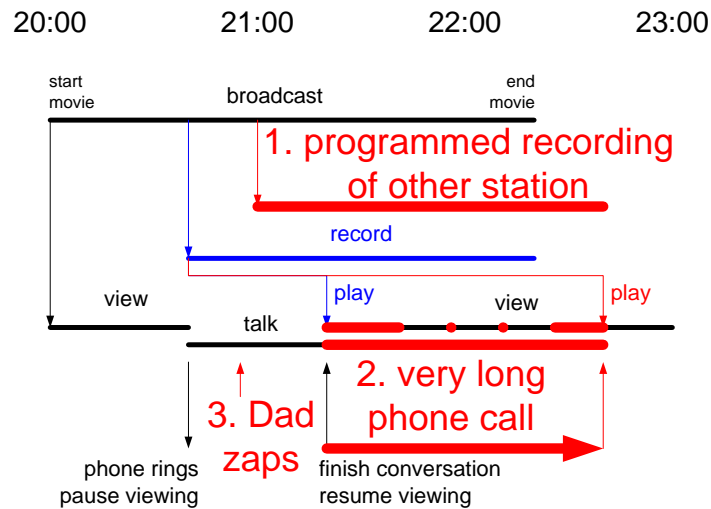 20:00 21:00 22:00 23:00
start
movie
broadcast
end
movie
1. programmed recording
of other station
record
play
play
view
view
talk
2. very long
phone call
3. Dad
zaps
phone rings
pause viewing
finish conversation
resume viewing